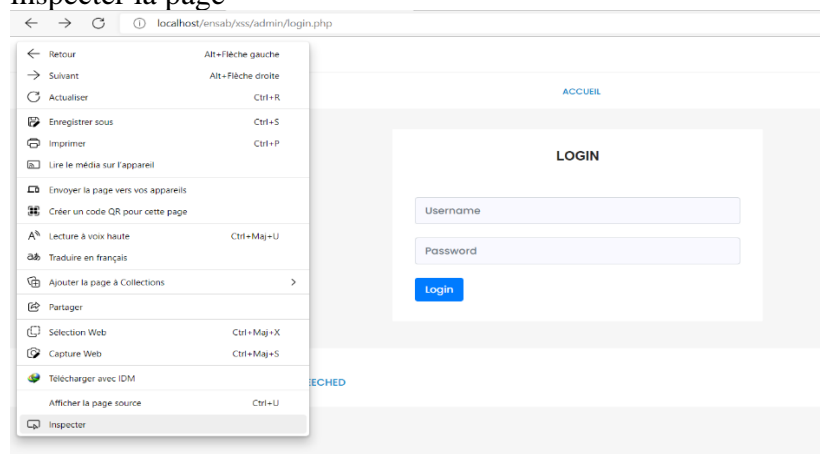 inspecter la page
localhost/ensab/xss/admin/login.php
Retour Alt+Flèche gauche
Suivant Alt+Flèche droite
Actualiser Ctrl+R
Enregistrer sous Ctrl+S
Imprimer Ctrl+P
Lire le média sur l'appareil
Envoyer la page vers vos appareils
Créer un code QR pour cette page
Lecture à voix haute Ctrl+Maj+U
Traduire en français
Ajouter la page à Collections
Partager
Sélection Web Ctrl+Maj+X
Capture Web Ctrl+Maj+S
Télécharger avec IDM
Afficher la page source Ctrl+U
Inspecter
ACCUEIL
LOGIN
Username
Password
Login
EECHED